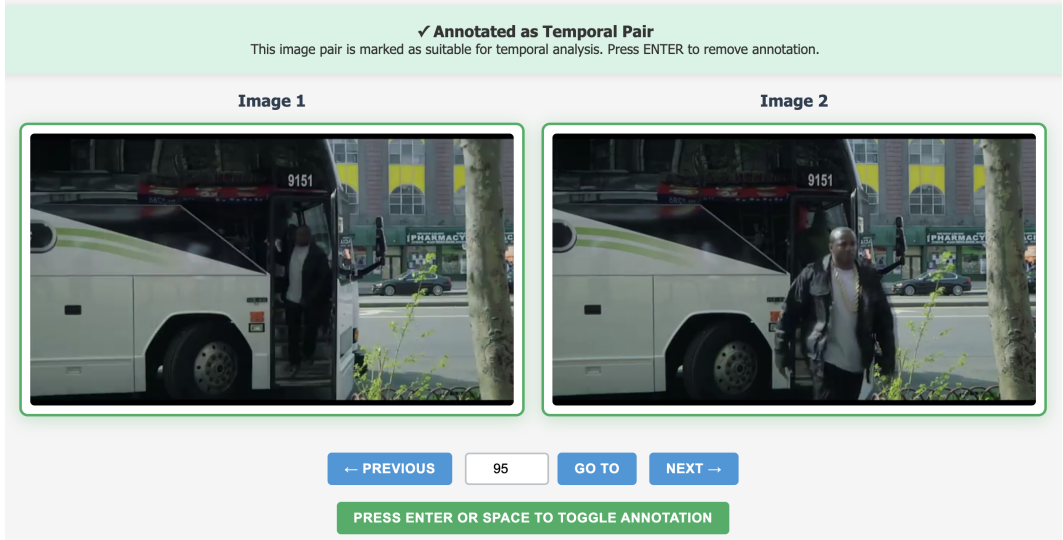 ✓ Annotated as Temporal Pair
This image pair is marked as suitable for temporal analysis. Press ENTER to remove annotation.
Image 1
Image 2
9151
PHARMACY
9151
PHARMACY
← PREVIOUS
95
GO TO
NEXT →
PRESS ENTER OR SPACE TO TOGGLE ANNOTATION